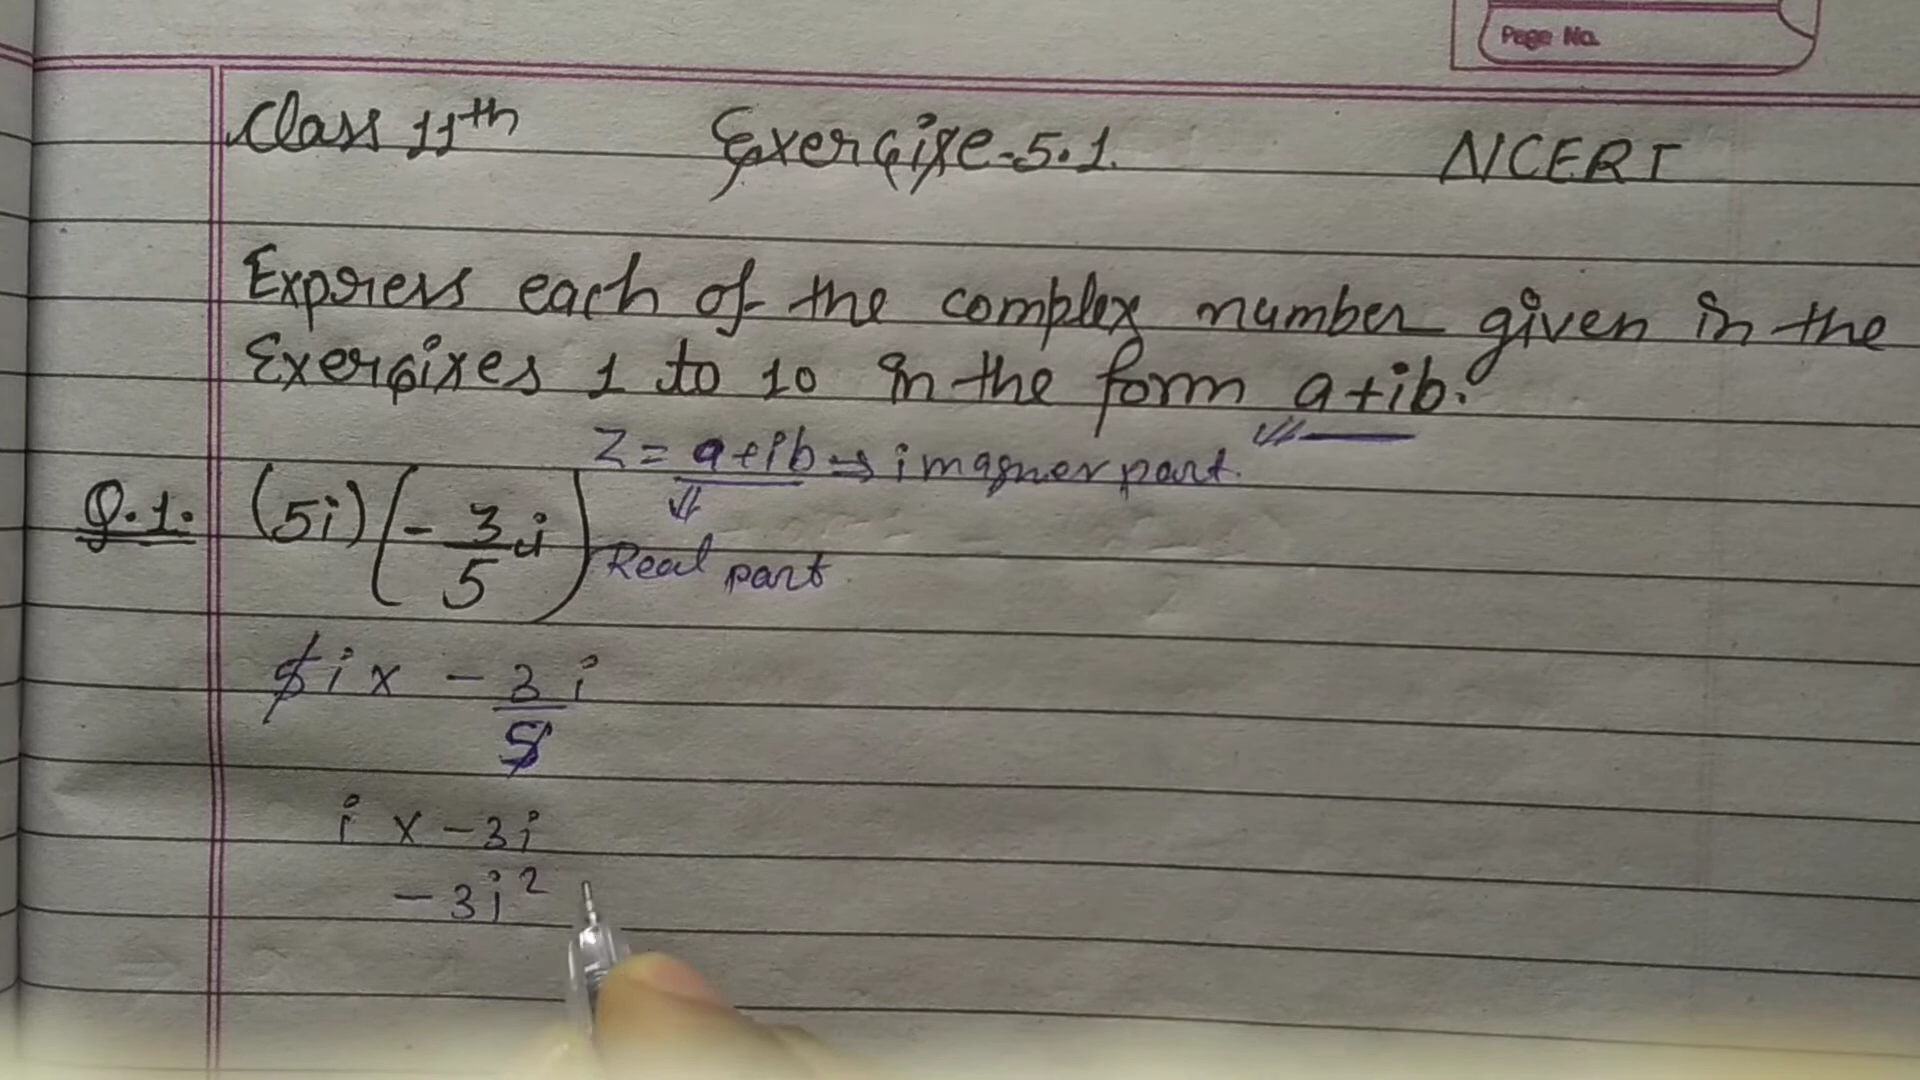 Page No.
Class 11th Exercise-5.1. NCERT
Express each of the complex number given in the
Exercises 1 to 10 in the form a+ib.
Z = a+ib → imagner part
Q.1. (5i) (- 3/5 i) Real part
5i x - 3/5 i
i x -3i
-3i²